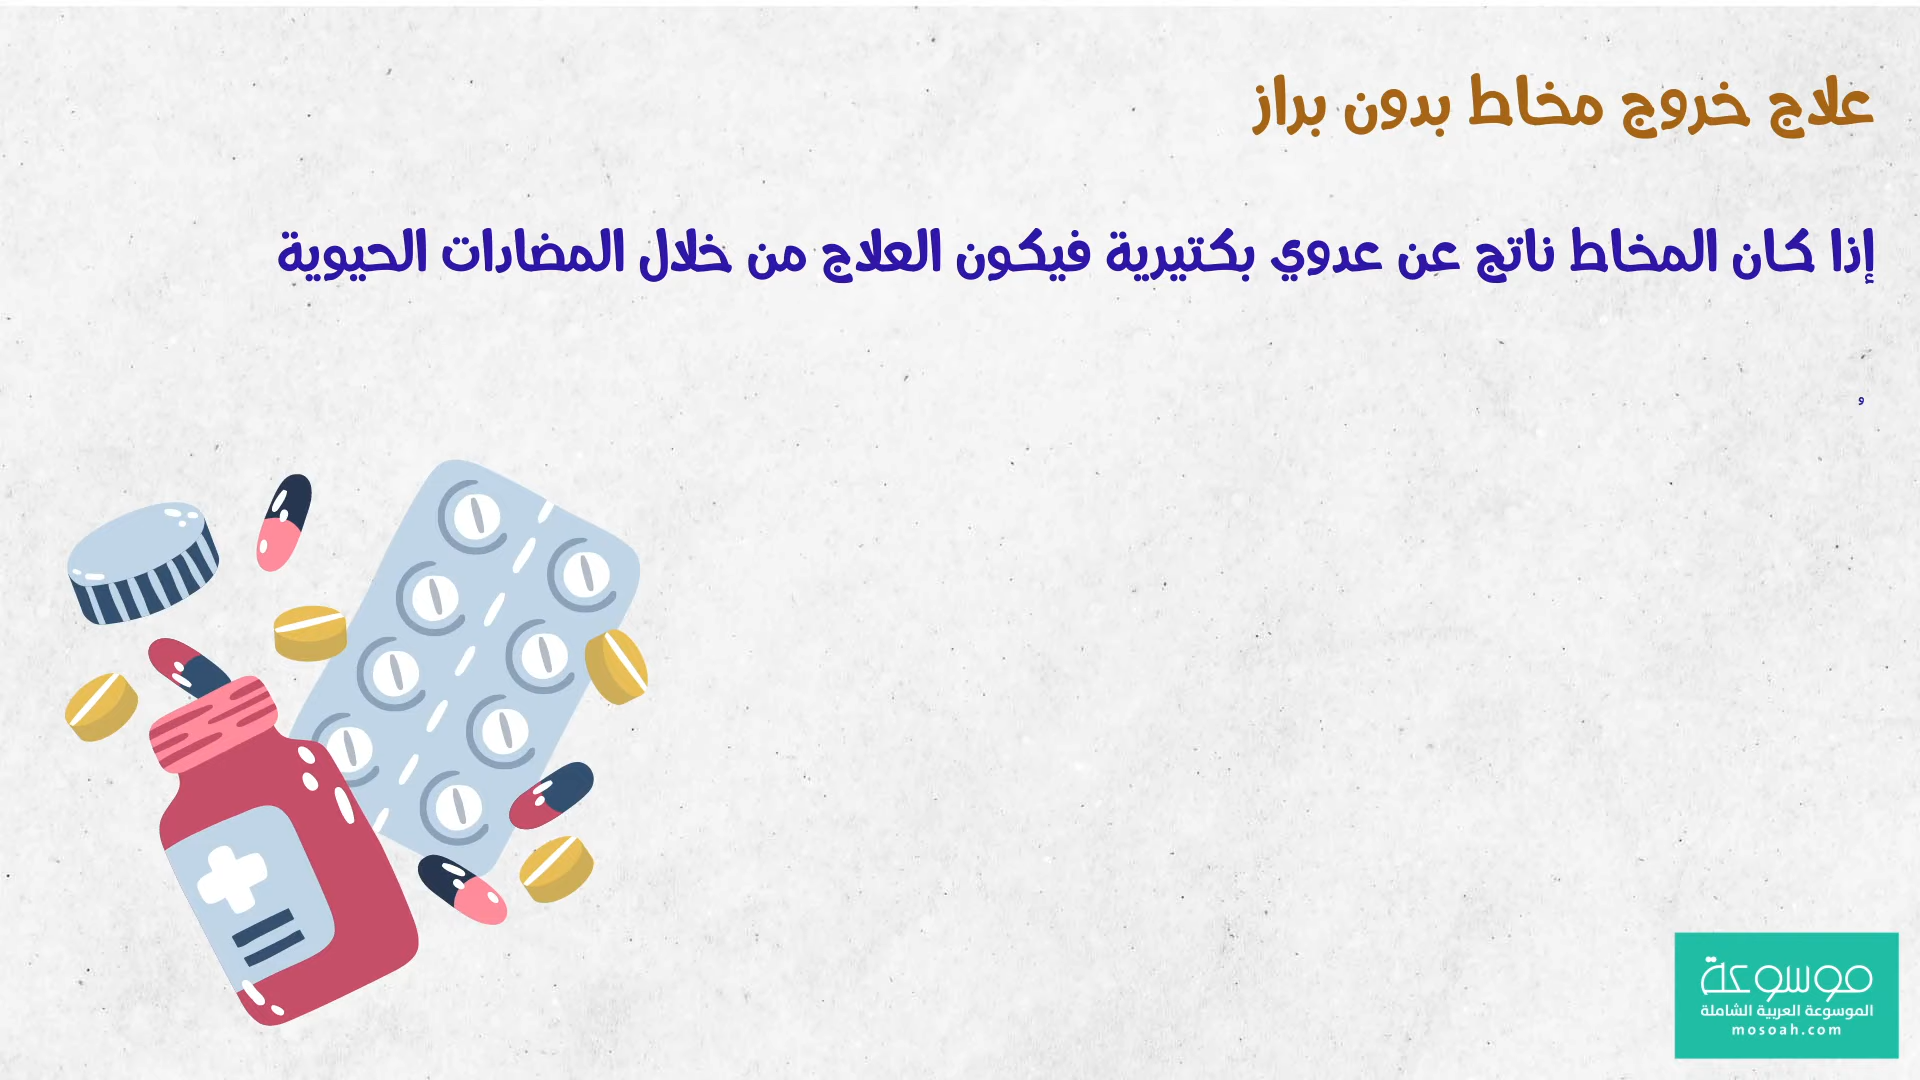 علاج خروج مخاط بدون براز
إذا كان المخاط ناتج عن عدوي بكتيرية فيكون العلاج من خلال المضادات الحيوية
وُ
موسوعة
الموسوعة العربية الشاملة
mosoah.com